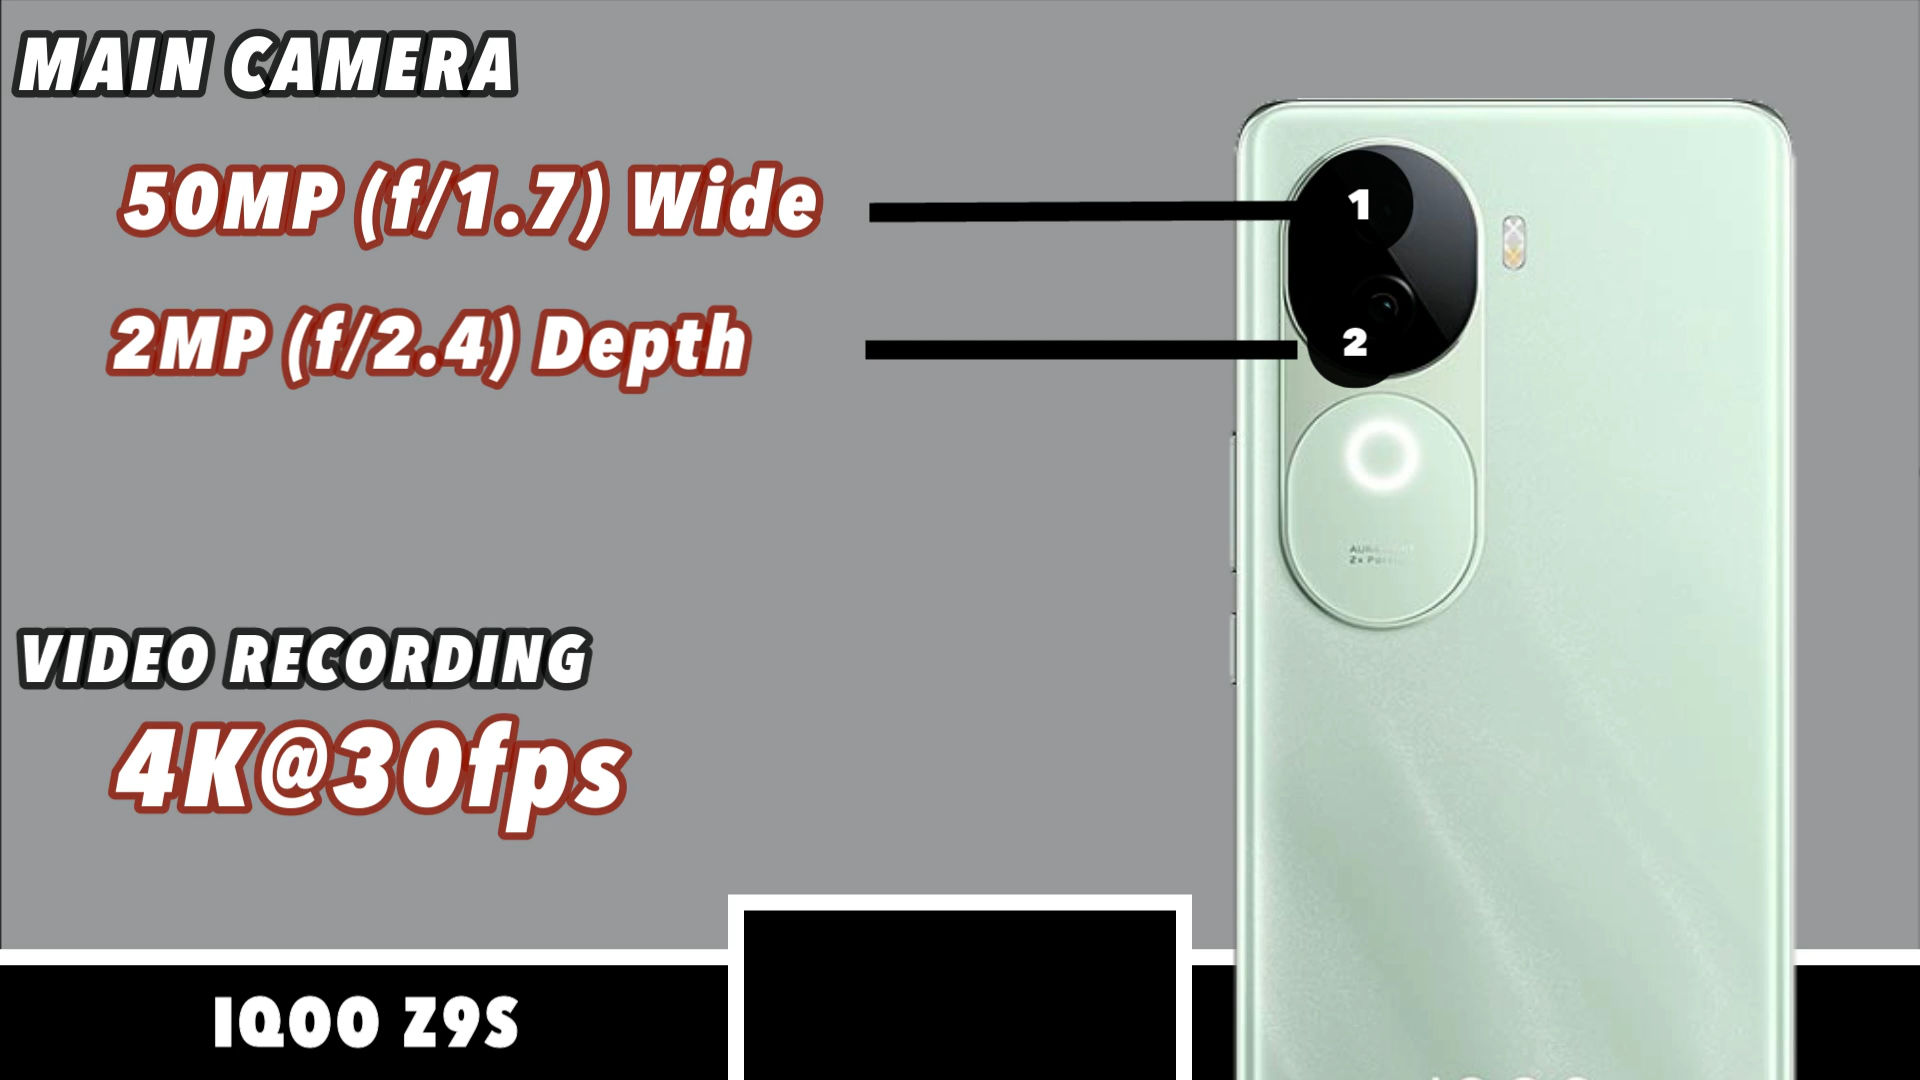 MAIN CAMERA
50MP (f/1.7) Wide
1
2MP (f/2.4) Depth
2
VIDEO RECORDING
4K@30fps
IQOO Z9S